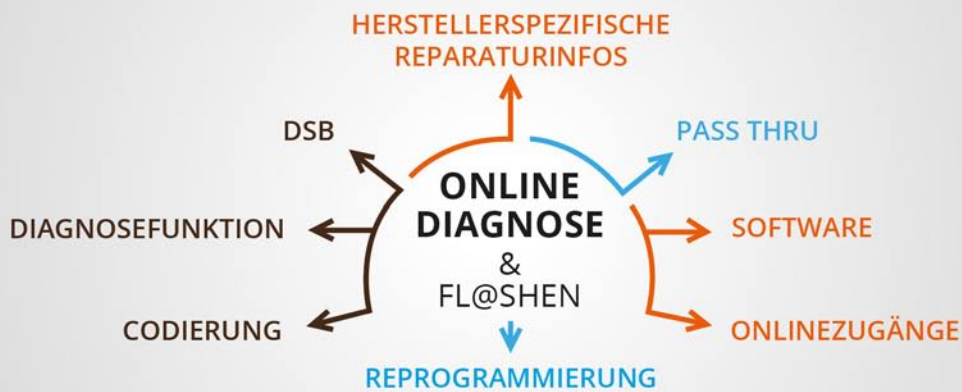 HERSTELLERSPEZIFISCHE
REPARATURINFOS
DSB
PASS THRU
ONLINE
DIAGNOSE
&
FL@SHEN
DIAGNOSEFUNKTION
SOFTWARE
CODIERUNG
ONLINEZUGÄNGE
REPROGRAMMIERUNG